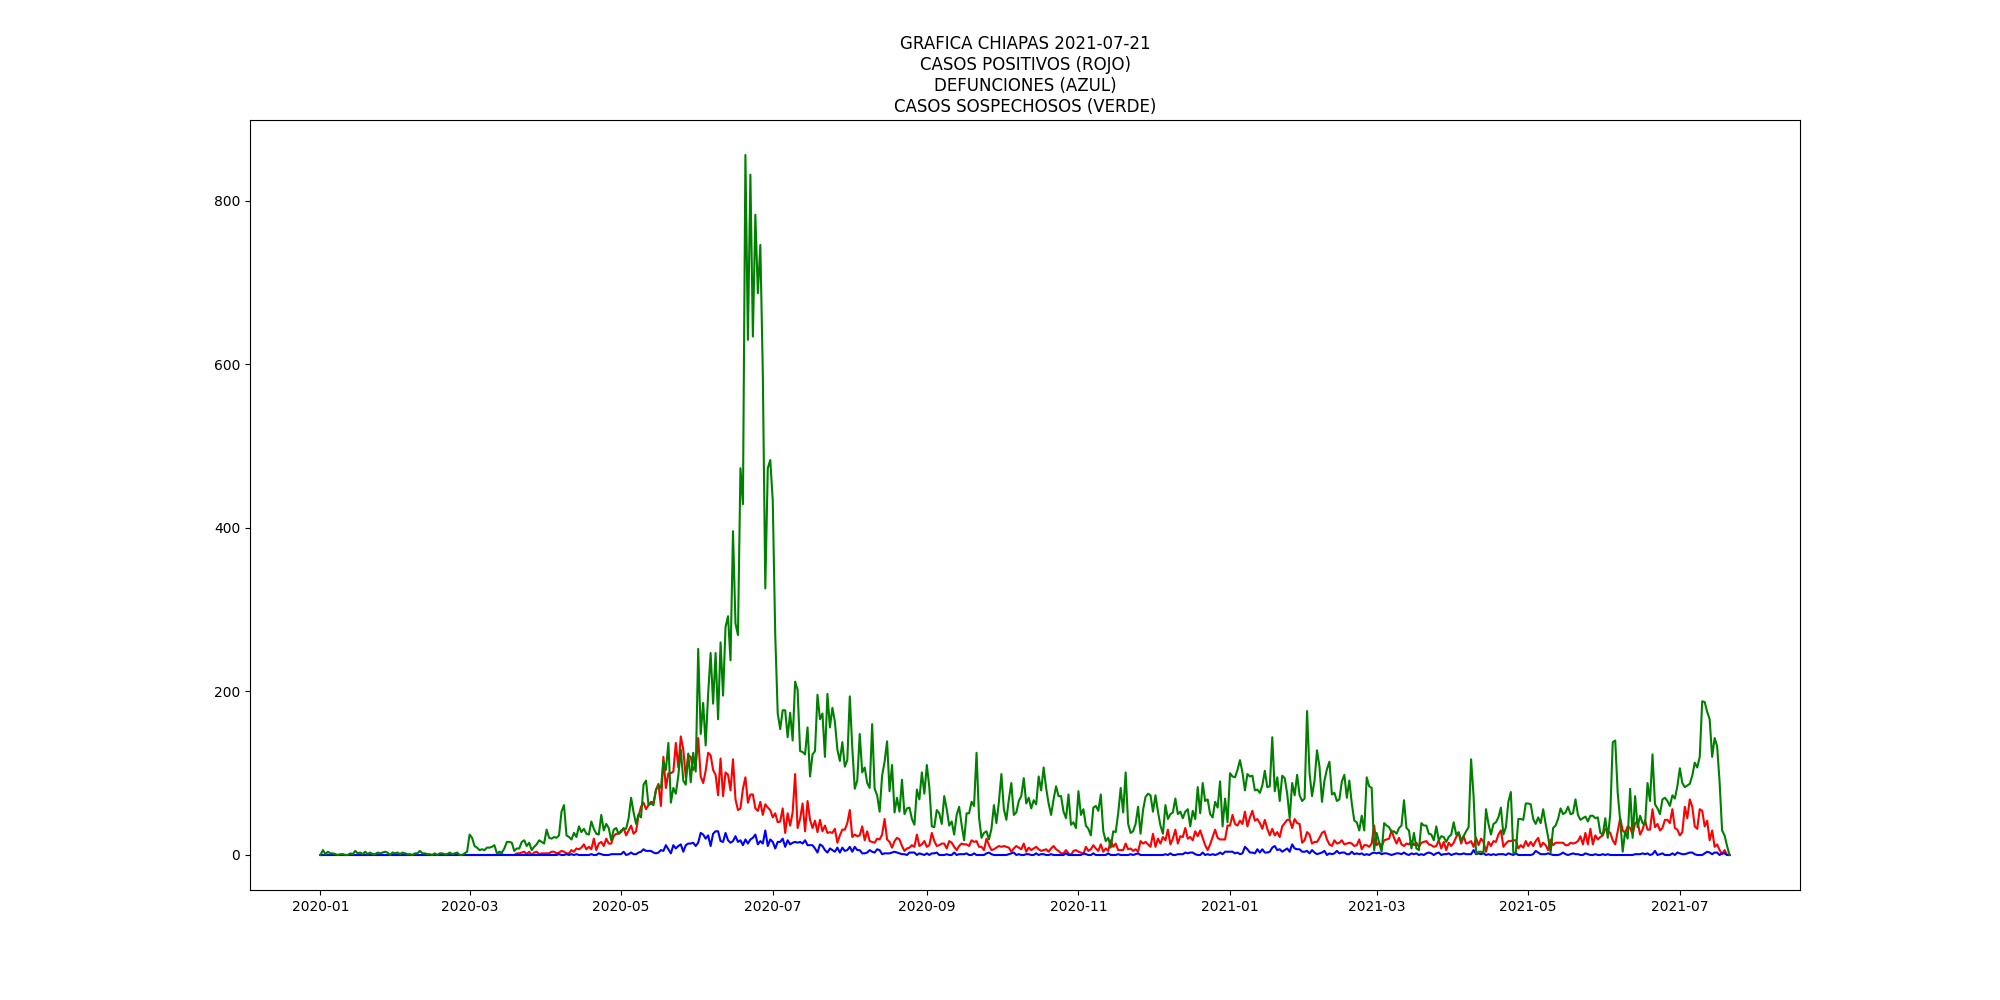 GRAFICA CHIAPAS 2021-07-21
CASOS POSITIVOS (ROJO)
DEFUNCIONES (AZUL)
CASOS SOSPECHOSOS (VERDE)
800
600
400
200
0
2020-01 2020-03 2020-05 2020-07 2020-09 2020-11 2021-01 2021-03 2021-05 2021-07